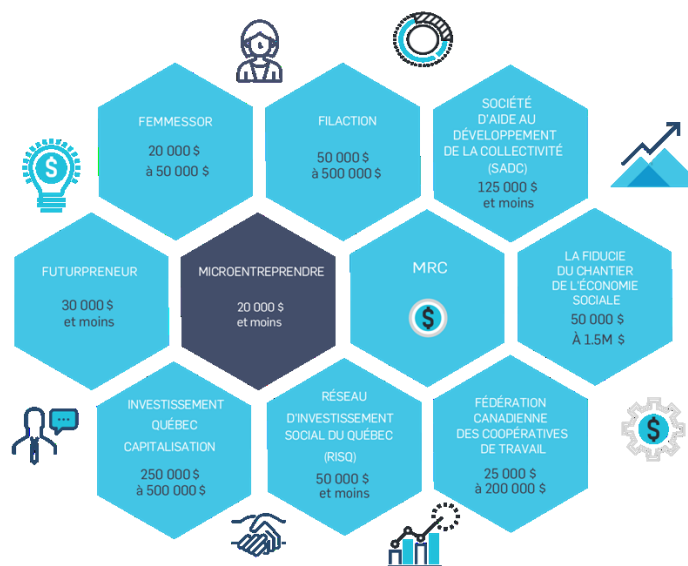 FEMMESSOR
20 000 $
à 50 000 $
FILACTION
50 000 $
à 500 000 $
SOCIÉTÉ
D'AIDE AU
DÉVELOPPEMENT
DE LA COLLECTIVITÉ
(SADC)
125 000 $
et moins
FUTURPRENEUR
30 000 $
et moins
MICROENTREPRENDRE
20 000 $
et moins
MRC
$
LA FIDUCIE
DU CHANTIER
DE L'ÉCONOMIE
SOCIALE
50 000 $
À 1.5M $
INVESTISSEMENT
QUÉBEC
CAPITALISATION
250 000 $
à 500 000 $
RÉSEAU
D'INVESTISSEMENT
SOCIAL DU QUÉBEC
(RISQ)
50 000 $
et moins
FÉDÉRATION
CANADIENNE
DES COOPÉRATIVES
DE TRAVAIL
25 000 $
à 200 000 $
$
$